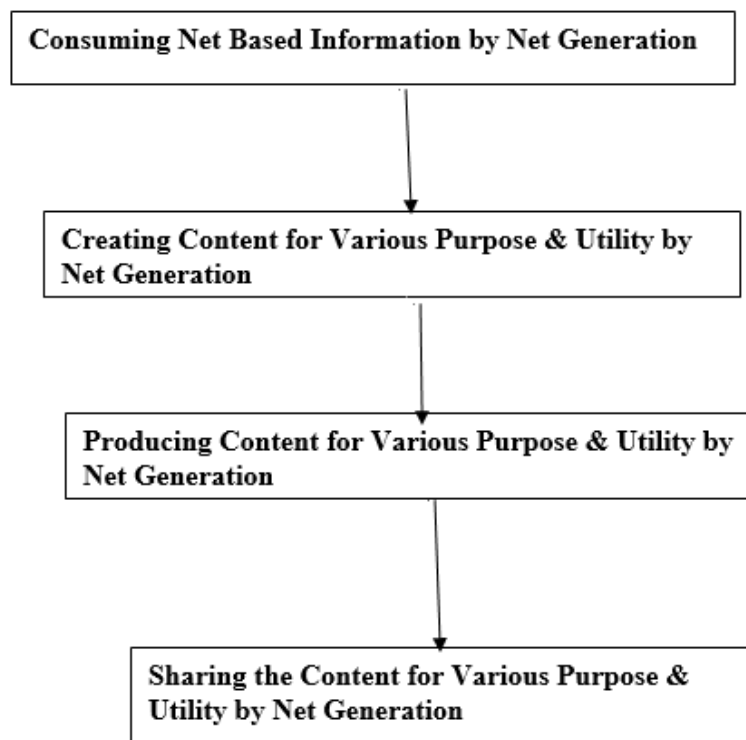 Consuming Net Based Information by Net Generation
Creating Content for Various Purpose & Utility by
Net Generation
Producing Content for Various Purpose & Utility by
Net Generation
Sharing the Content for Various Purpose &
Utility by Net Generation